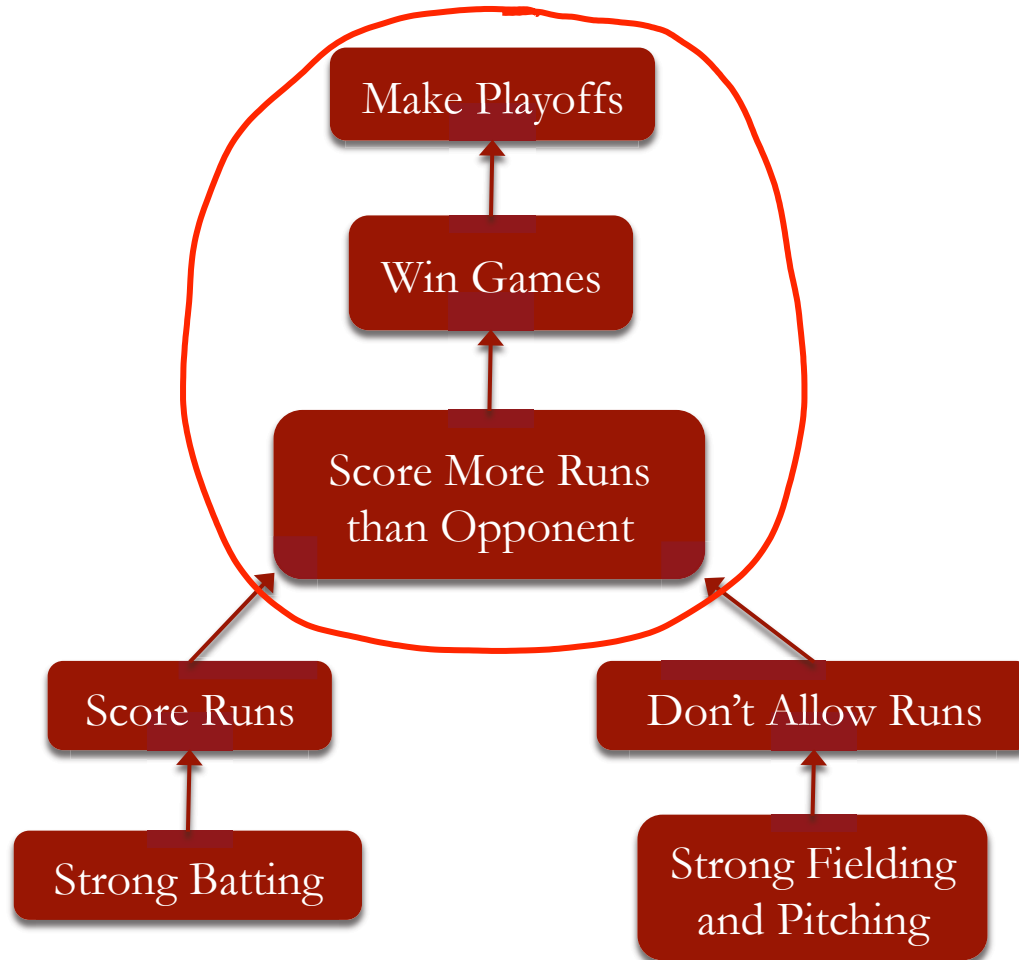 Make Playoffs
Win Games
Score More Runs
than Opponent
Score Runs
Don’t Allow Runs
Strong Batting
Strong Fielding
and Pitching